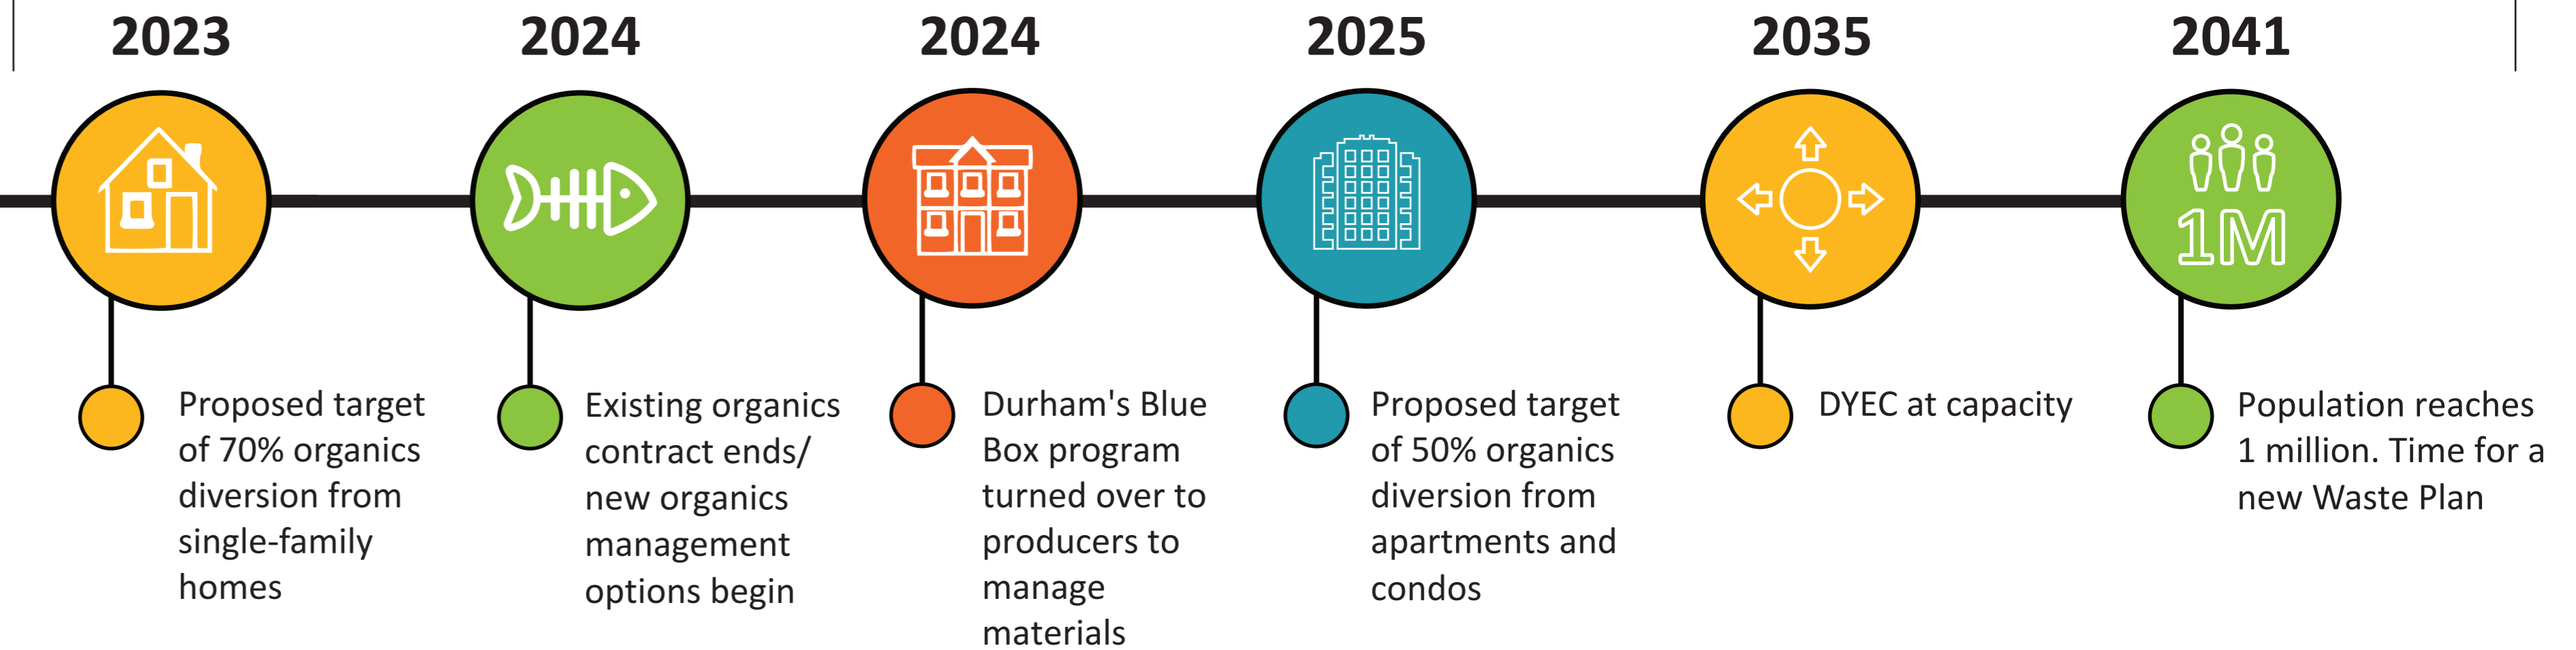 2023
Proposed target
of 70% organics
diversion from
single-family
homes
2024
Existing organics
contract ends/
new organics
management
options begin
2024
Durham's Blue
Box program
turned over to
producers to
manage
materials
2025
Proposed target
of 50% organics
diversion from
apartments and
condos
2035
DYEC at capacity
2041
1M
Population reaches
1 million. Time for a
new Waste Plan